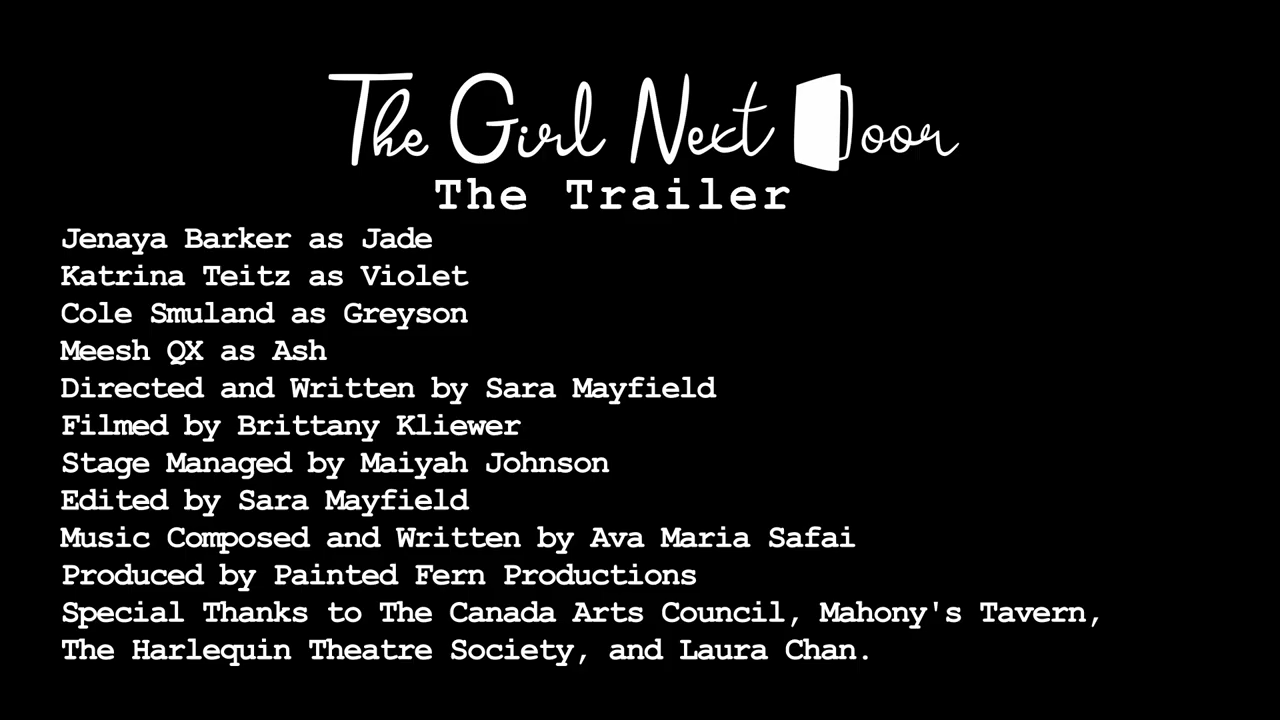 The Girl Next Door
The Trailer
Jenaya Barker as Jade
Katrina Teitz as Violet
Cole Smuland as Greyson
Meesh QX as Ash
Directed and Written by Sara Mayfield
Filmed by Brittany Kliewer
Stage Managed by Maiyah Johnson
Edited by Sara Mayfield
Music Composed and Written by Ava Maria Safai
Produced by Painted Fern Productions
Special Thanks to The Canada Arts Council, Mahony's Tavern,
The Harlequin Theatre Society, and Laura Chan.